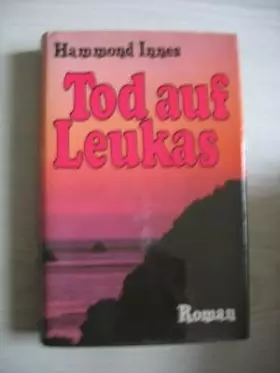 Hammond Innes
Tod auf
Leukas
Roman